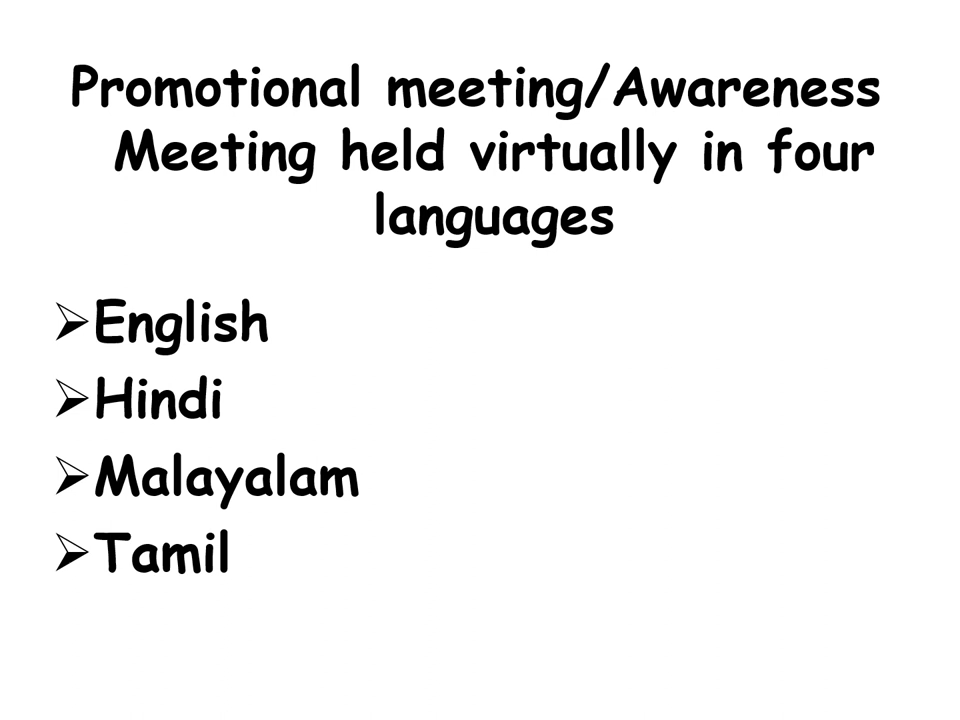 Promotional meeting/Awareness
Meeting held virtually in four
languages
➢English
➢Hindi
➢Malayalam
➢Tamil